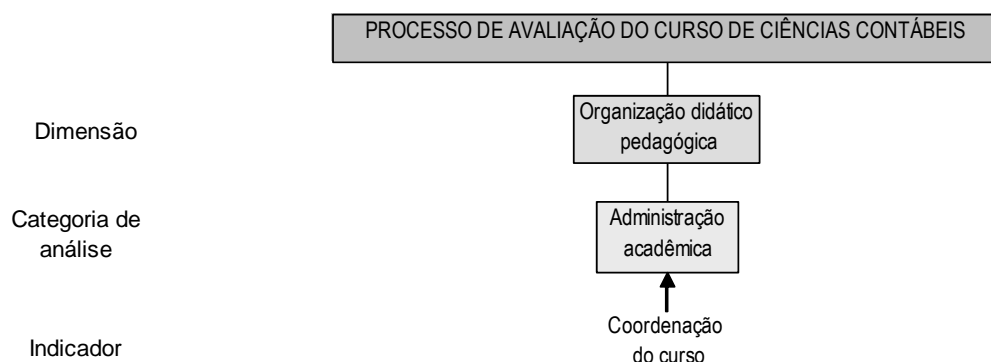 PROCESSO DE AVALIAÇÃO DO CURSO DE CIÊNCIAS CONTÁBEIS
Dimensão
Organização didático
pedagógica
Categoria de
análise
Administração
acadêmica
Indicador
Coordenação
do curso